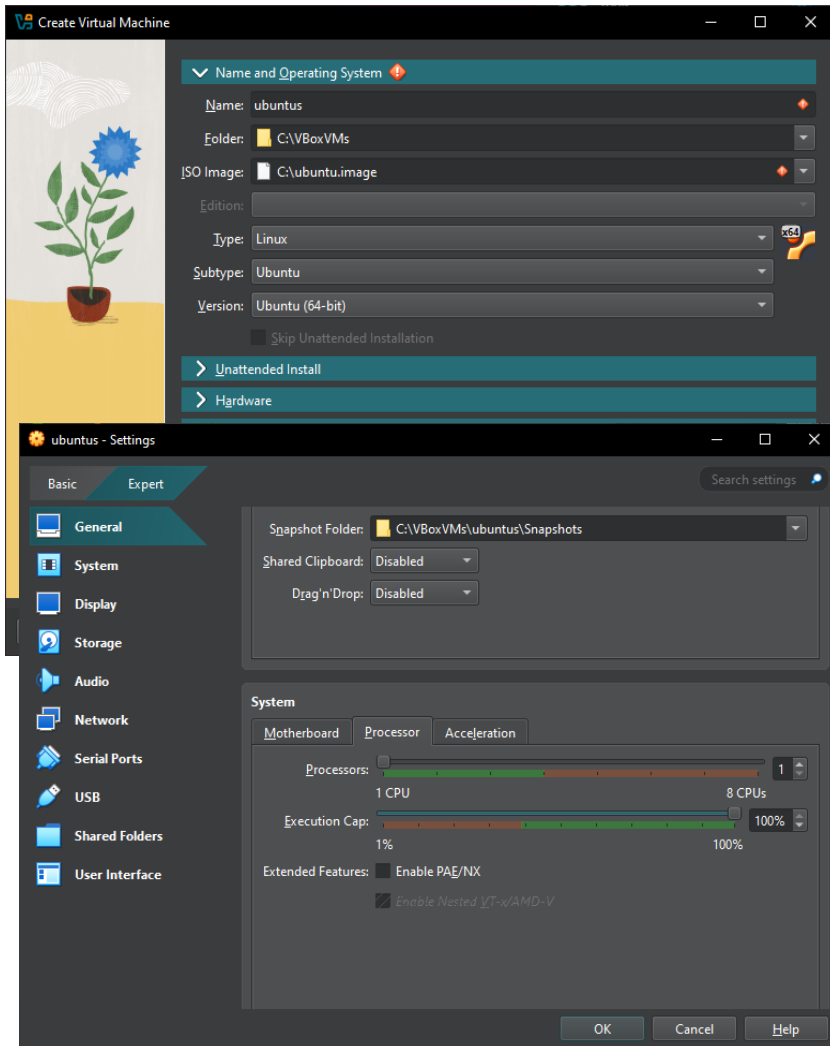 Create Virtual Machine
Name and Operating System
Name: ubuntus
Folder: C:\VBoxVMs
ISO Image: C:\ubuntu.image
Edition:
Type: Linux
x64
Subtype: Ubuntu
Version: Ubuntu (64-bit)
Skip Unattended Installation
Unattended Install
Hardware
ubuntus - Settings
Basic Expert Search settings
General
System
Display
Storage
Audio
Network
Serial Ports
USB
Shared Folders
User Interface
Snapshot Folder: C:\VBoxVMs\ubuntus\Snapshots
Shared Clipboard: Disabled
Drag'n'Drop: Disabled
System
Motherboard Processor Acceleration
Processors: 1
1 CPU 8 CPUs
Execution Cap: 100%
1% 100%
Extended Features: Enable PAE/NX
Enable Nested VT-x/AMD-V
OK Cancel Help